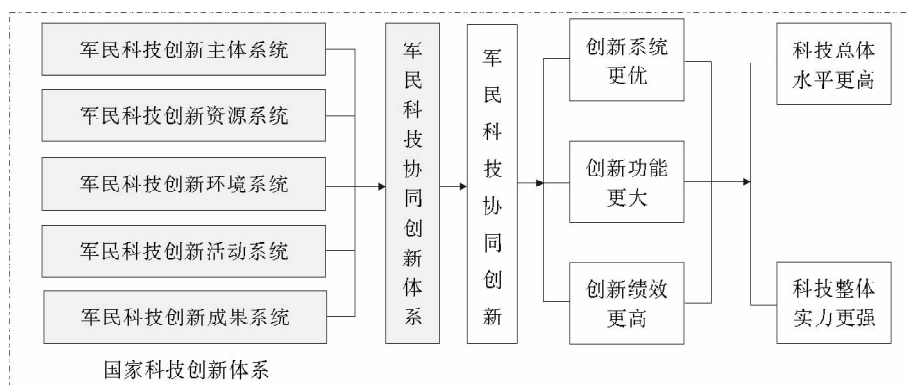 军民科技创新主体系统
军民科技创新资源系统
军民科技创新环境系统
军民科技创新活动系统
军民科技创新成果系统
国家科技创新体系
军民科技协同创新体系
军民科技协同创新
创新系统
更优
创新功能
更大
创新绩效
更高
科技总体
水平更高
科技整体
实力更强